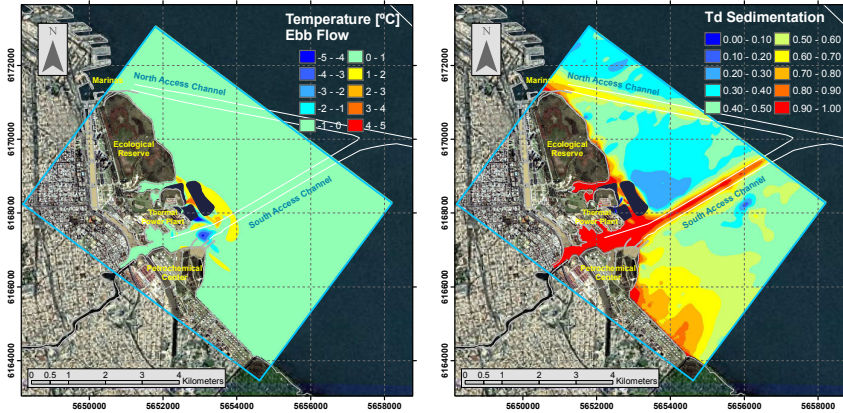 Temperature [ºC]
Ebb Flow
-5 - 4
-4 - 3
-3 - 2
-2 - 1
-1 - 0
0 - 1
1 - 2
2 - 3
3 - 4
4 - 5
N
Marinas
North Access Channel
Ecological
Reserve
Thermal
Power Plant
South Access Channel
Petrochemical
Center
0 0.5 1 2 3 4
Kilometers
6172000
6170000
6168000
6166000
6164000
5650000 5652000 5654000 5656000 5658000
Td Sedimentation
0.00 - 0.10
0.10 - 0.20
0.20 - 0.30
0.30 - 0.40
0.40 - 0.50
0.50 - 0.60
0.60 - 0.70
0.70 - 0.80
0.80 - 0.90
0.90 - 1.00
N
Marina
North Access Channel
Ecological
Reserve
Thermal
Power Plant
South Access Channel
Petrochemical
Center
0 0.5 1 2 3 4
Kilometers
6172000
6170000
6168000
6166000
6164000
5650000 5652000 5654000 5656000 5658000